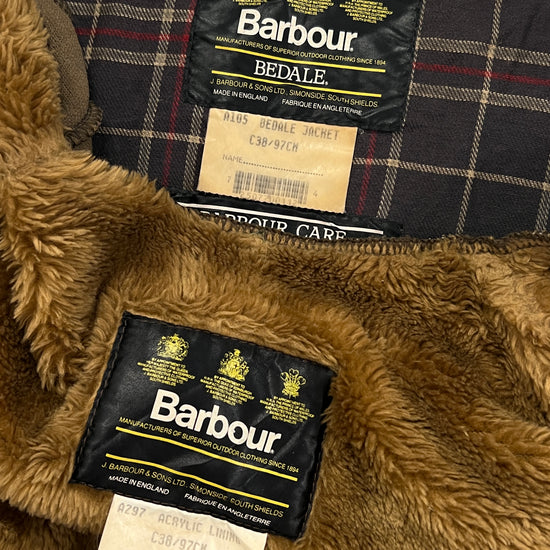 Barbour
MANUFACTURERS OF SUPERIOR OUTDOOR CLOTHING SINCE 1894
BEDALE.
J. BARBOUR & SONS LTD, SIMONSIDE, SOUTH SHIELDS
MADE IN ENGLAND FABRIQUE EN ANGLETERRE
A105 BEDALE JACKET
C38/97CM
NAME
BARBOUR CARE
Barbour
MANUFACTURERS OF SUPERIOR OUTDOOR CLOTHING SINCE 1894
J. BARBOUR & SONS LTD, SIMONSIDE, SOUTH SHIELDS
MADE IN ENGLAND FABRIQUE EN ANGLETERRE
A297 ACRYLIC LINING
C38/97CM